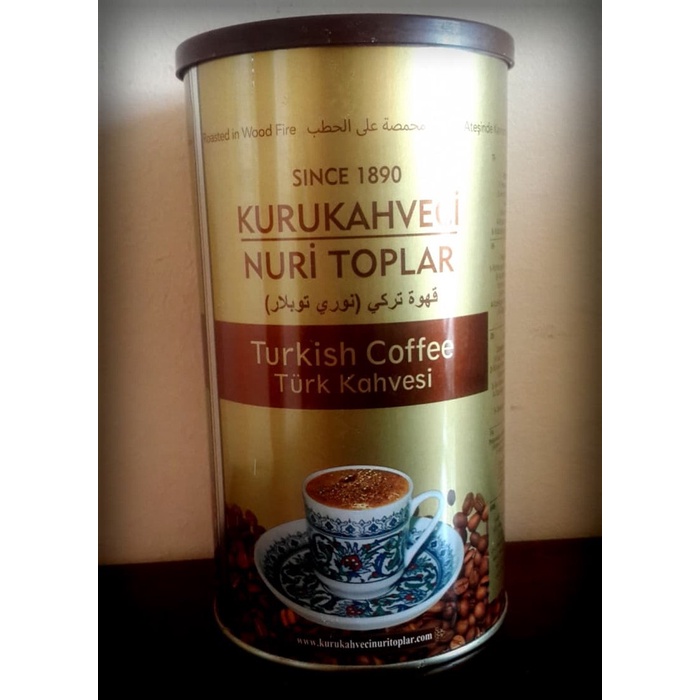 Roasted in Wood Fire محمصة على الحطب Ateşinde
SINCE 1890
KURUKAHVECİ
NURİ TOPLAR
قهوة تركي (نوري توبلار)
Turkish Coffee
Türk Kahvesi
www.kurukahvecinuritoplar.com